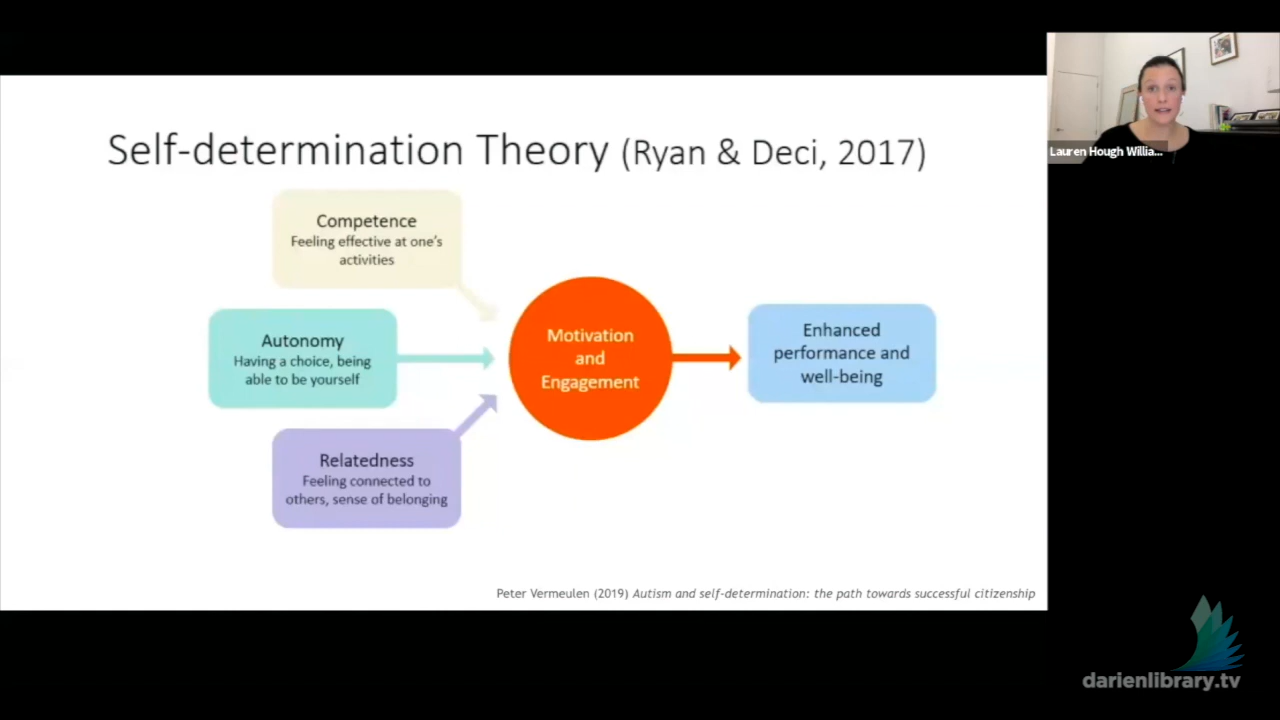 Self-determination Theory (Ryan & Deci, 2017)
Competence
Feeling effective at one's
activities
Autonomy
Having a choice, being
able to be yourself
Relatedness
Feeling connected to
others, sense of belonging
Motivation
and
Engagement
Enhanced
performance and
well-being
Peter Vermeulen (2019) Autism and self-determination: the path towards successful citizenship
Lauren Hough Willia...
darienlibrary.tv